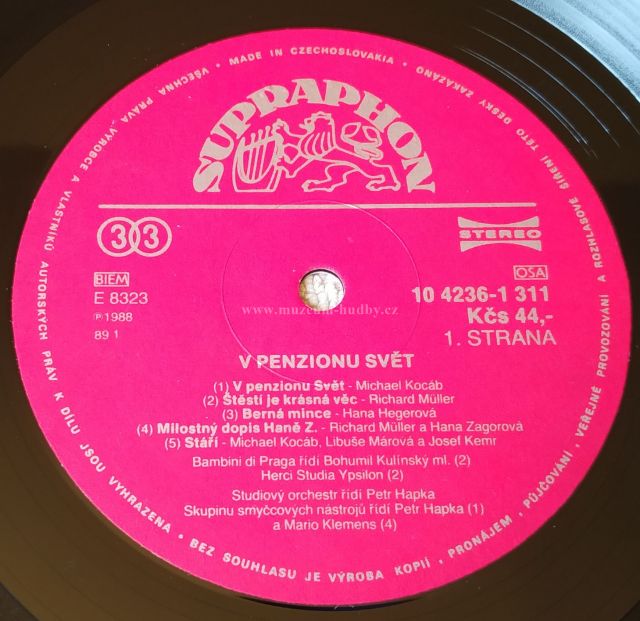 VŠECHNA PRÁVA VÝROBCE A VLASTNÍKŮ AUTORSKÝCH PRÁV K DÍLU JSOU VYHRAZENA • BEZ SOUHLASU JE VÝROBA KOPIÍ, PRONÁJEM, PŮJČOVÁNÍ, VEŘEJNÉ PROVOZOVÁNÍ A ROZHLASOVÉ ŠÍŘENÍ TÉTO DESKY ZAKÁZÁNO • MADE IN CZECHOSLOVAKIA •
SUPRAPHON
33
STEREO
BIEM
OSA
E 8323
10 4236-1 311
℗1988
Kčs 44,-
89 1
1. STRANA
www.muzeum-hudby.cz
V PENZIONU SVĚT
(1) V penzionu Svět - Michael Kocáb
(2) Štěstí je krásná věc - Richard Müller
(3) Berná mince - Hana Hegerová
(4) Milostný dopis Haně Z. - Richard Müller a Hana Zagorová
(5) Stáří - Michael Kocáb, Libuše Márová a Josef Kemr
Bambini di Praga řídí Bohumil Kulínský ml. (2)
Herci Studia Ypsilon (2)
Studiový orchestr řídí Petr Hapka
Skupinu smyčcových nástrojů řídí Petr Hapka (1)
a Mario Klemens (4)